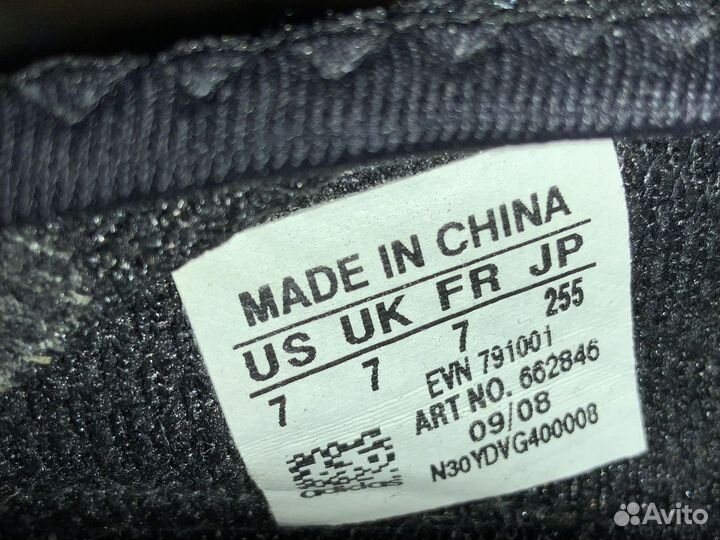 MADE IN CHINA
US UK FR JP
7 7 7 255
EVN 791001
ART NO. 662846
09/08
N30YDVG400008
adidas
Avito